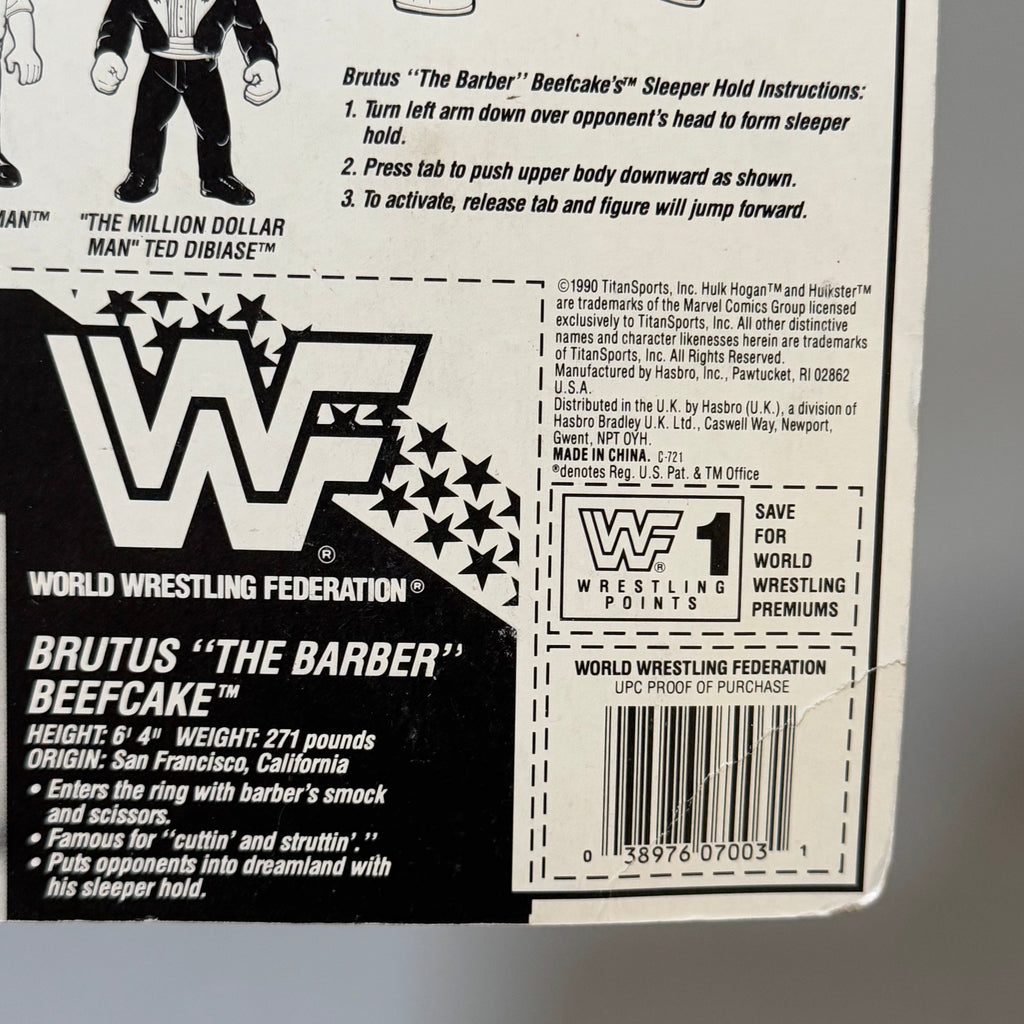 Brutus "The Barber" Beefcake's™ Sleeper Hold Instructions:
1. Turn left arm down over opponent's head to form sleeper
hold.
2. Press tab to push upper body downward as shown.
3. To activate, release tab and figure will jump forward.
MAN™
"THE MILLION DOLLAR
MAN" TED DIBIASE™
©1990 TitanSports, Inc. Hulk Hogan™ and Hulkster™
are trademarks of the Marvel Comics Group licensed
exclusively to TitanSports, Inc. All other distinctive
names and character likenesses herein are trademarks
of TitanSports, Inc. All Rights Reserved.
Manufactured by Hasbro, Inc., Pawtucket, RI 02862
U.S.A.
Distributed in the U.K. by Hasbro (U.K.), a division of
Hasbro Bradley U.K. Ltd., Caswell Way, Newport,
Gwent, NPT OYH.
MADE IN CHINA. C-721
®denotes Reg. U.S. Pat. & TM Office
WF®
WORLD WRESTLING FEDERATION®
BRUTUS "THE BARBER"
BEEFCAKE™
HEIGHT: 6' 4" WEIGHT: 271 pounds
ORIGIN: San Francisco, California
• Enters the ring with barber's smock
and scissors.
• Famous for "cuttin' and struttin'."
• Puts opponents into dreamland with
his sleeper hold.
WF® 1
WRESTLING
POINTS
SAVE
FOR
WORLD
WRESTLING
PREMIUMS
WORLD WRESTLING FEDERATION
UPC PROOF OF PURCHASE
0 38976 07003 1